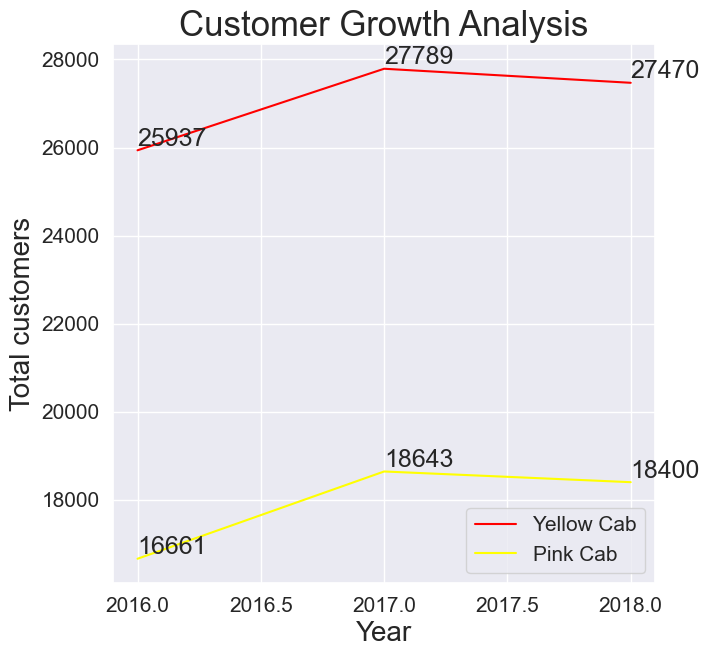 Customer Growth Analysis
28000
26000
24000
22000
20000
18000
Total customers
25937
27789
27470
16661
18643
18400
Yellow Cab
Pink Cab
2016.0 2016.5 2017.0 2017.5 2018.0
Year